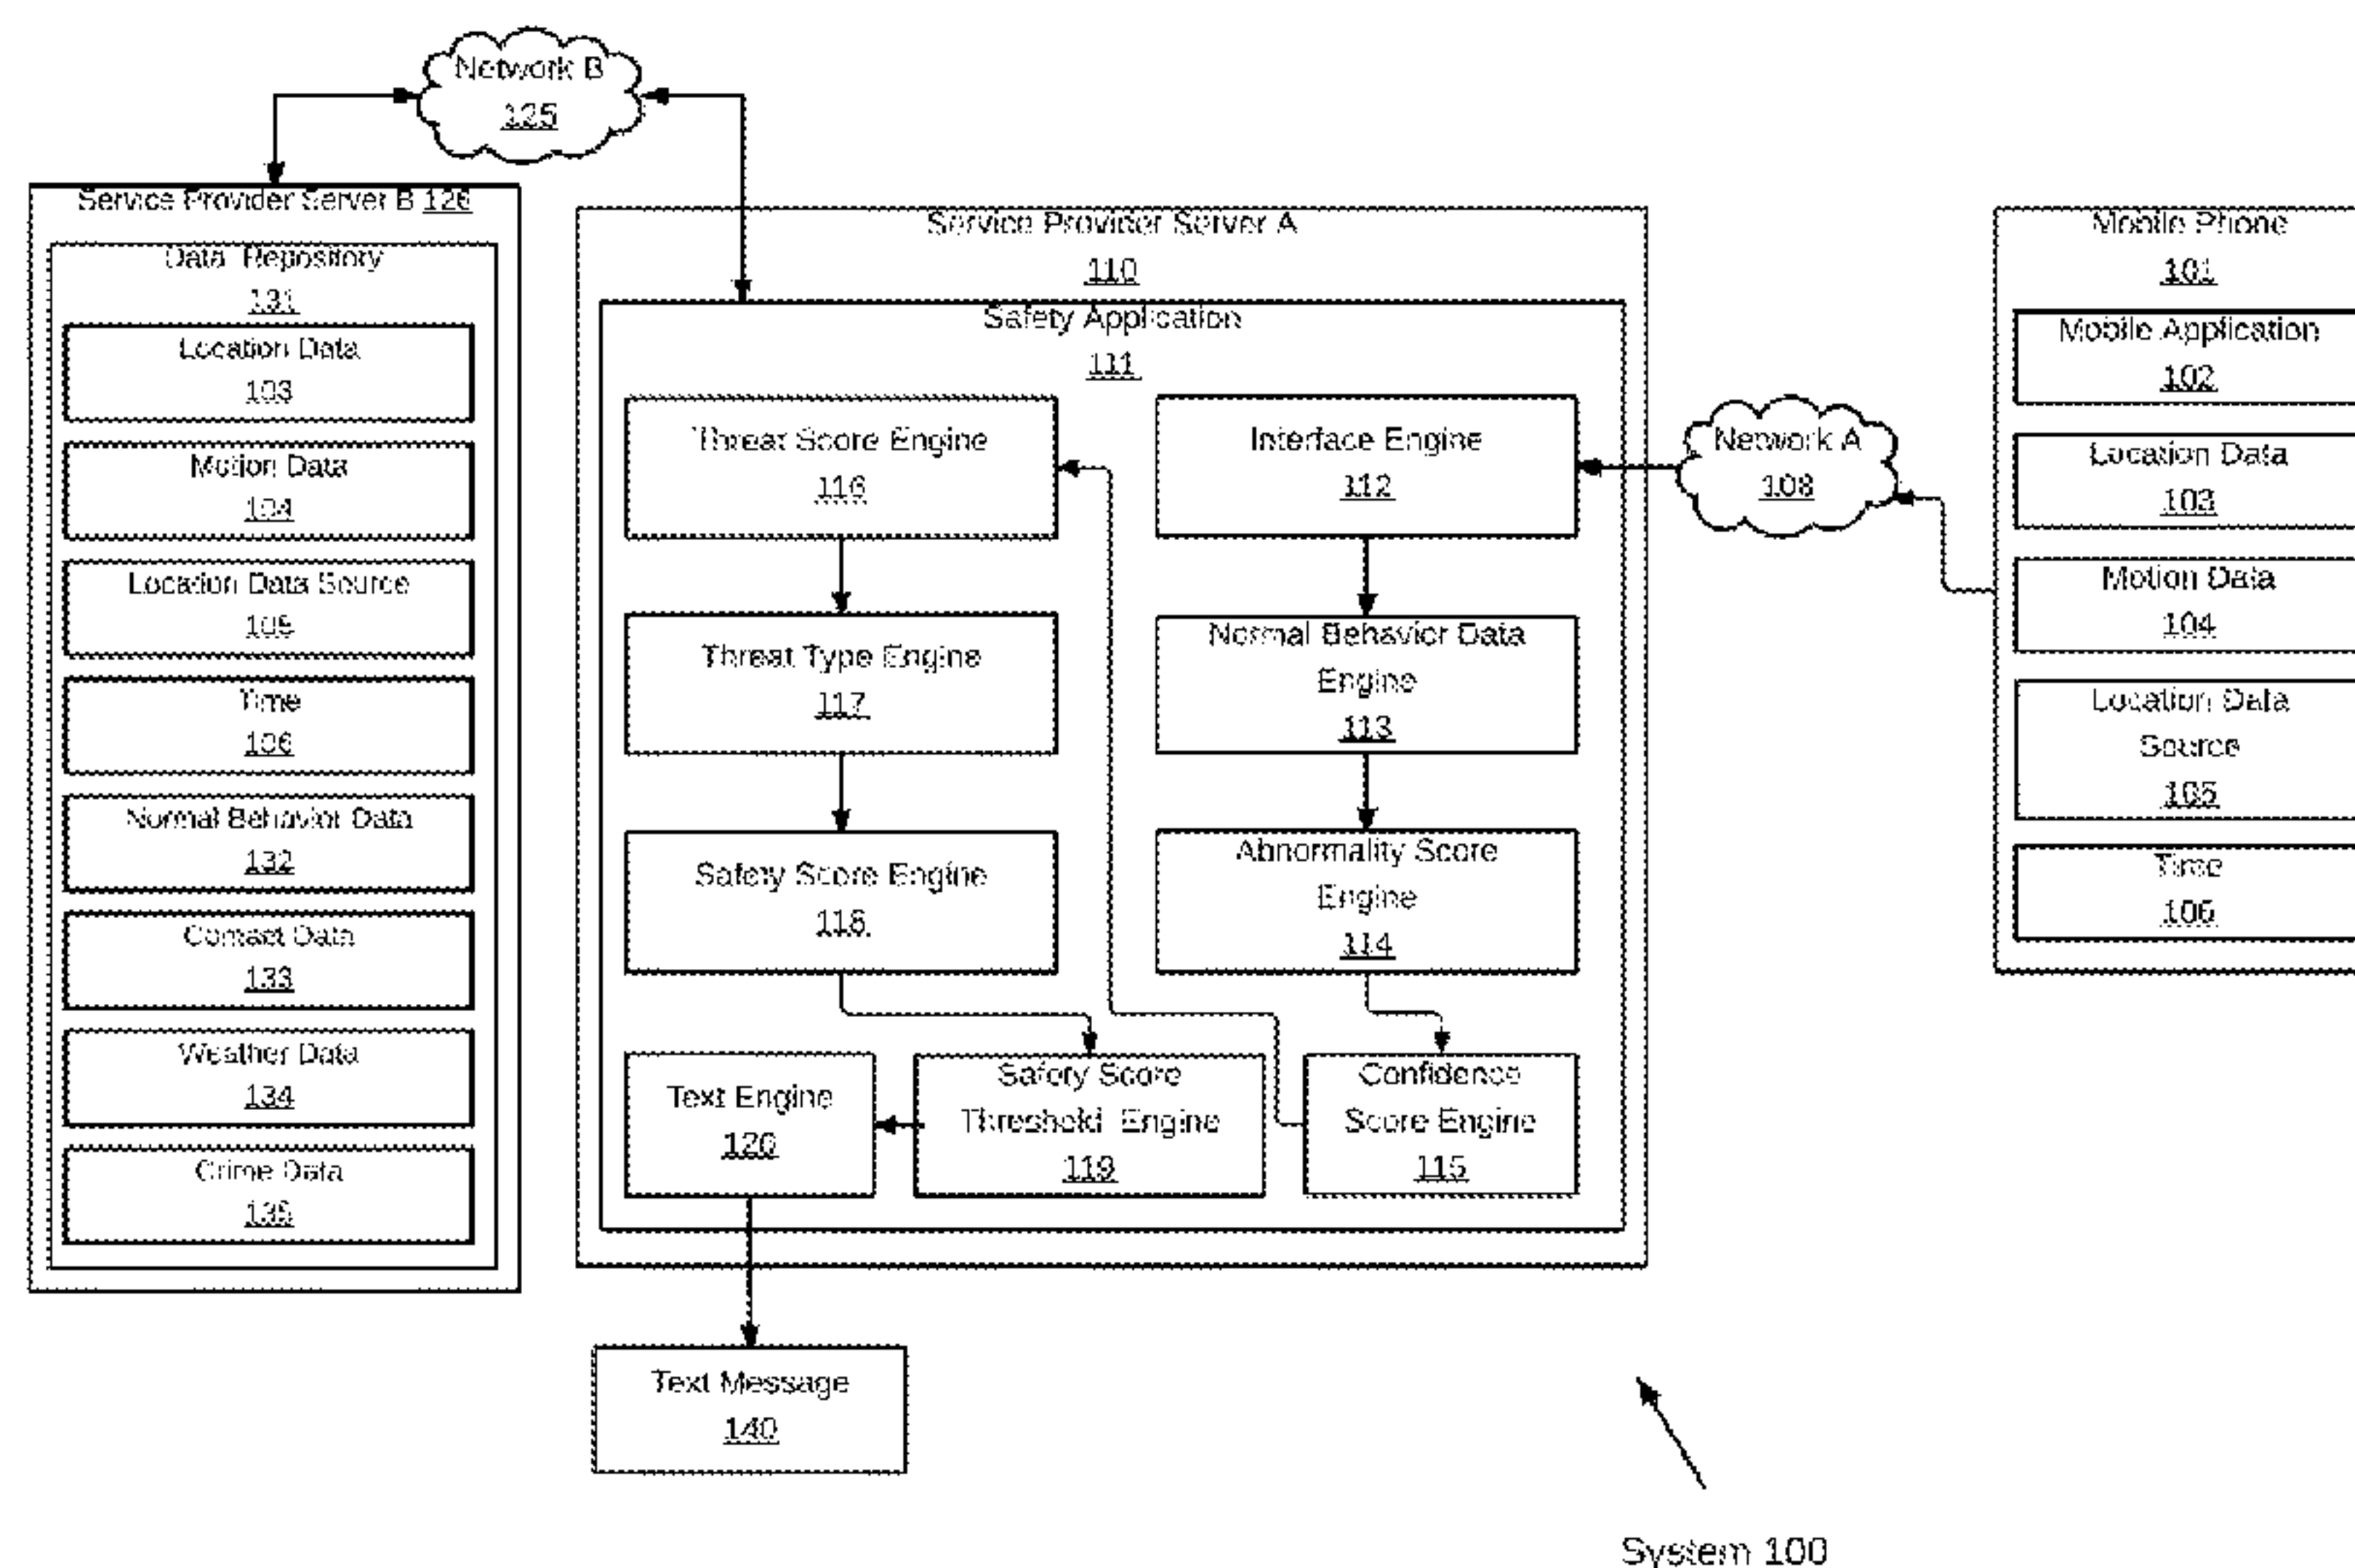 Network B
125
Service Provider Server B 126
Data Repository
131
Location Data
103
Motion Data
104
Location Data Source
105
Time
106
Normal Behavior Data
132
Contact Data
133
Weather Data
134
Crime Data
135
Service Provider Server A
110
Safety Application
111
Threat Score Engine
116
Threat Type Engine
117
Safety Score Engine
118
Interface Engine
112
Normal Behavior Data
Engine
113
Abnormality Score
Engine
114
Text Engine
120
Safety Score
Threshold Engine
119
Confidence
Score Engine
115
Text Message
140
Network A
108
Mobile Phone
101
Mobile Application
102
Location Data
103
Motion Data
104
Location Data
Source
105
Time
106
System 100